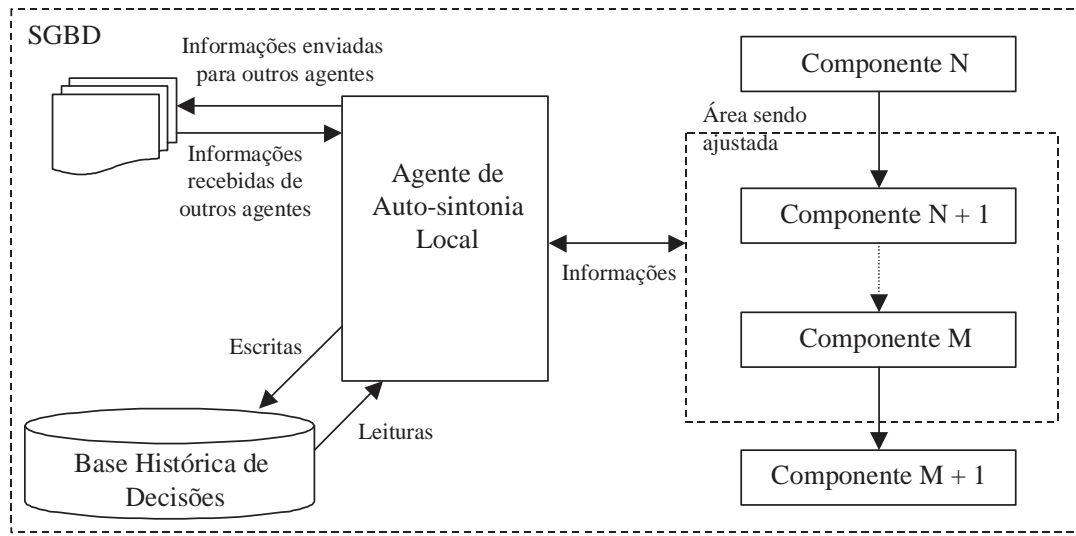 SGBD
Informações enviadas
para outros agentes
Informações
recebidas de
outros agentes
Agente de
Auto-sintonia
Local
Escritas
Leituras
Base Histórica de
Decisões
Informações
Componente N
Área sendo
ajustada
Componente N + 1
Componente M
Componente M + 1